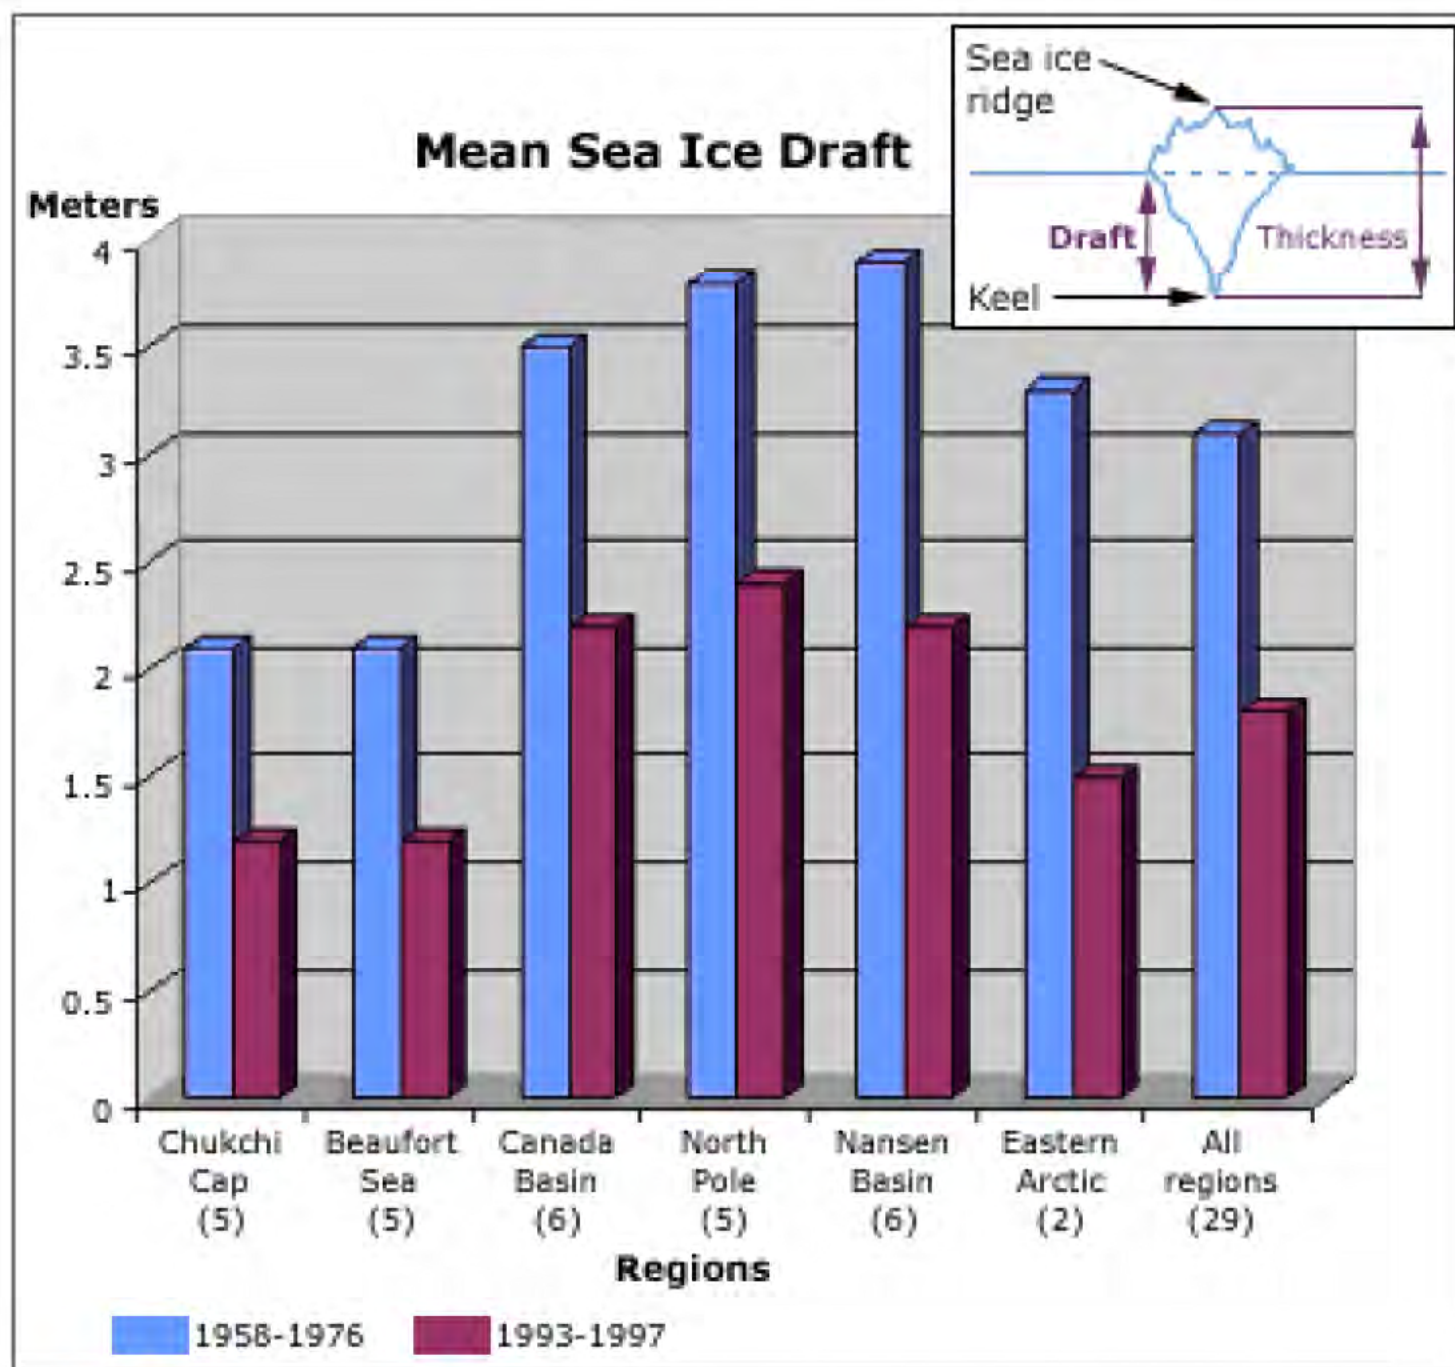 Mean Sea Ice Draft
Sea ice
ridge
Draft
Thickness
Keel
Meters
4
3.5
3
2.5
2
1.5
1
0.5
0
Chukchi
Cap
(5)
Beaufort
Sea
(5)
Canada
Basin
(6)
North
Pole
(5)
Nansen
Basin
(6)
Eastern
Arctic
(2)
All
regions
(29)
Regions
1958-1976
1993-1997